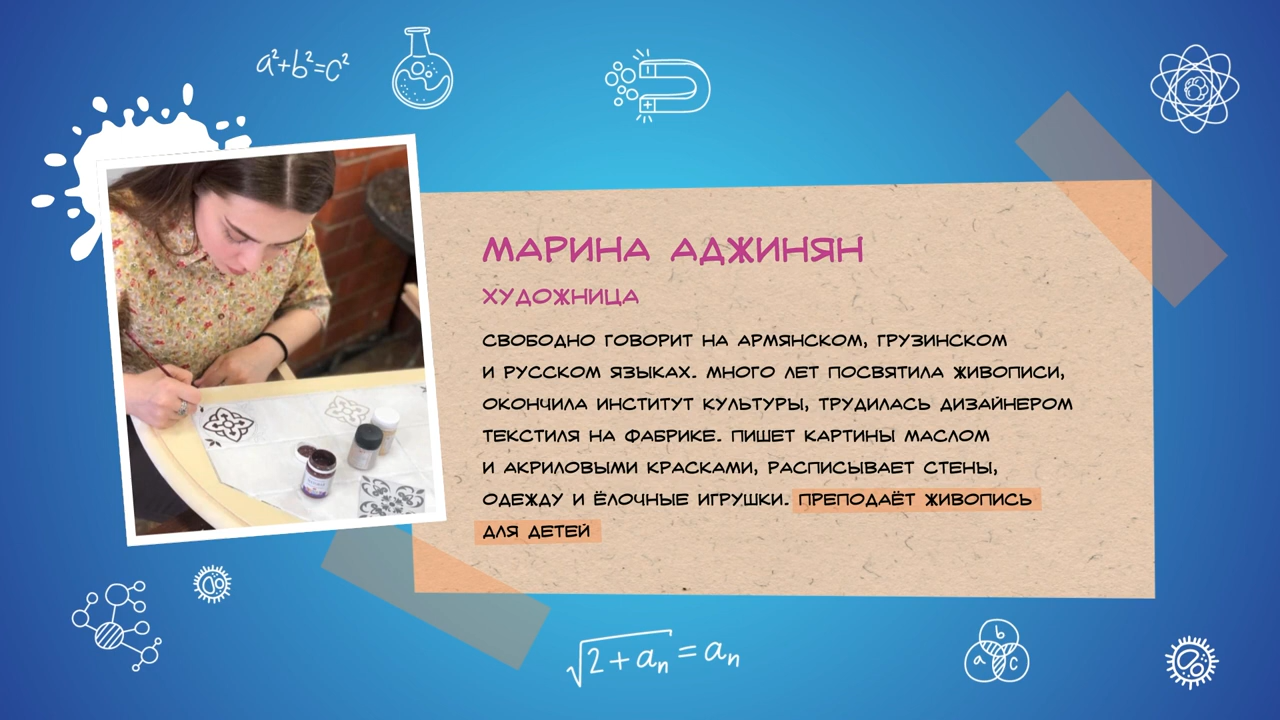 a²+b²=c²
МАРИНА АДЖИНЯН
ХУДОЖНИЦА
СВОБОДНО ГОВОРИТ НА АРМЯНСКОМ, ГРУЗИНСКОМ
И РУССКОМ ЯЗЫКАХ. МНОГО ЛЕТ ПОСВЯТИЛА ЖИВОПИСИ,
ОКОНЧИЛА ИНСТИТУТ КУЛЬТУРЫ, ТРУДИЛАСЬ ДИЗАЙНЕРОМ
ТЕКСТИЛЯ НА ФАБРИКЕ. ПИШЕТ КАРТИНЫ МАСЛОМ
И АКРИЛОВЫМИ КРАСКАМИ, РАСПИСЫВАЕТ СТЕНЫ,
ОДЕЖДУ И ЁЛОЧНЫЕ ИГРУШКИ. ПРЕПОДАЁТ ЖИВОПИСЬ
ДЛЯ ДЕТЕЙ
√2+aₙ=aₙ
b
a c